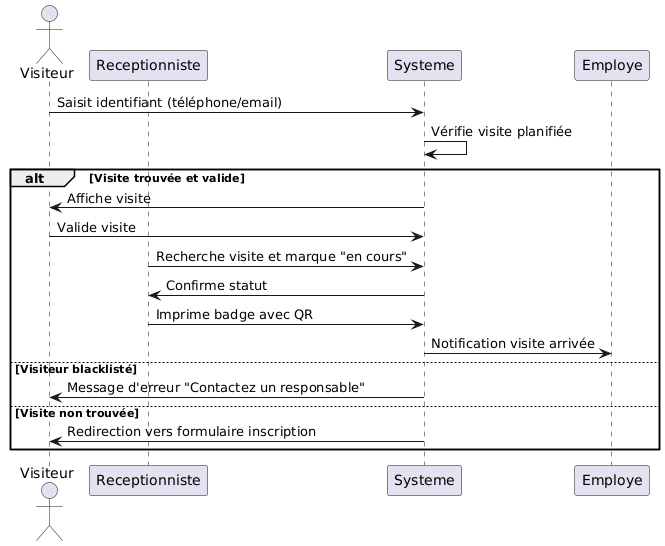 Visiteur
Receptionniste
Systeme
Employe
Saisit identifiant (téléphone/email)
Vérifie visite planifiée
alt
[Visite trouvée et valide]
Affiche visite
Valide visite
Recherche visite et marque "en cours"
Confirme statut
Imprime badge avec QR
Notification visite arrivée
[Visiteur blacklisté]
Message d'erreur "Contactez un responsable"
[Visite non trouvée]
Redirection vers formulaire inscription
Visiteur
Receptionniste
Systeme
Employe